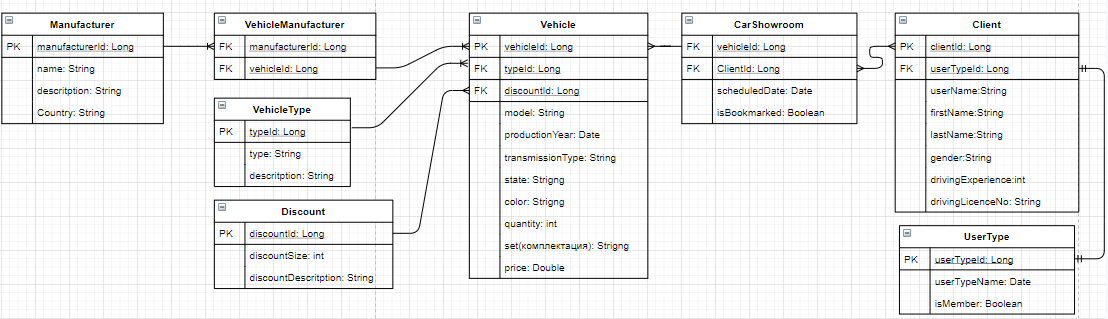 Manufacturer
PK manufacturerId: Long
name: String
descritption: String
Country: String
VehicleManufacturer
FK manufacturerId: Long
FK vehicleId: Long
VehicleType
PK typeId: Long
type: String
descritption: String
Discount
PK discountId: Long
discountSize: int
discountDescritption: String
Vehicle
PK vehicleId: Long
FK typeId: Long
FK discountId: Long
model: String
productionYear: Date
transmissionType: String
state: Strigng
color: Strigng
quantity: int
set(комплектация): Strigng
price: Double
CarShowroom
FK vehicleId: Long
FK ClientId: Long
scheduledDate: Date
isBookmarked: Boolean
Client
PK clientId: Long
FK userTypeId: Long
userName:String
firstName:String
lastName:String
gender:String
drivingExperience:int
drivingLicenceNo: String
UserType
PK userTypeId: Long
userTypeName: Date
isMember: Boolean